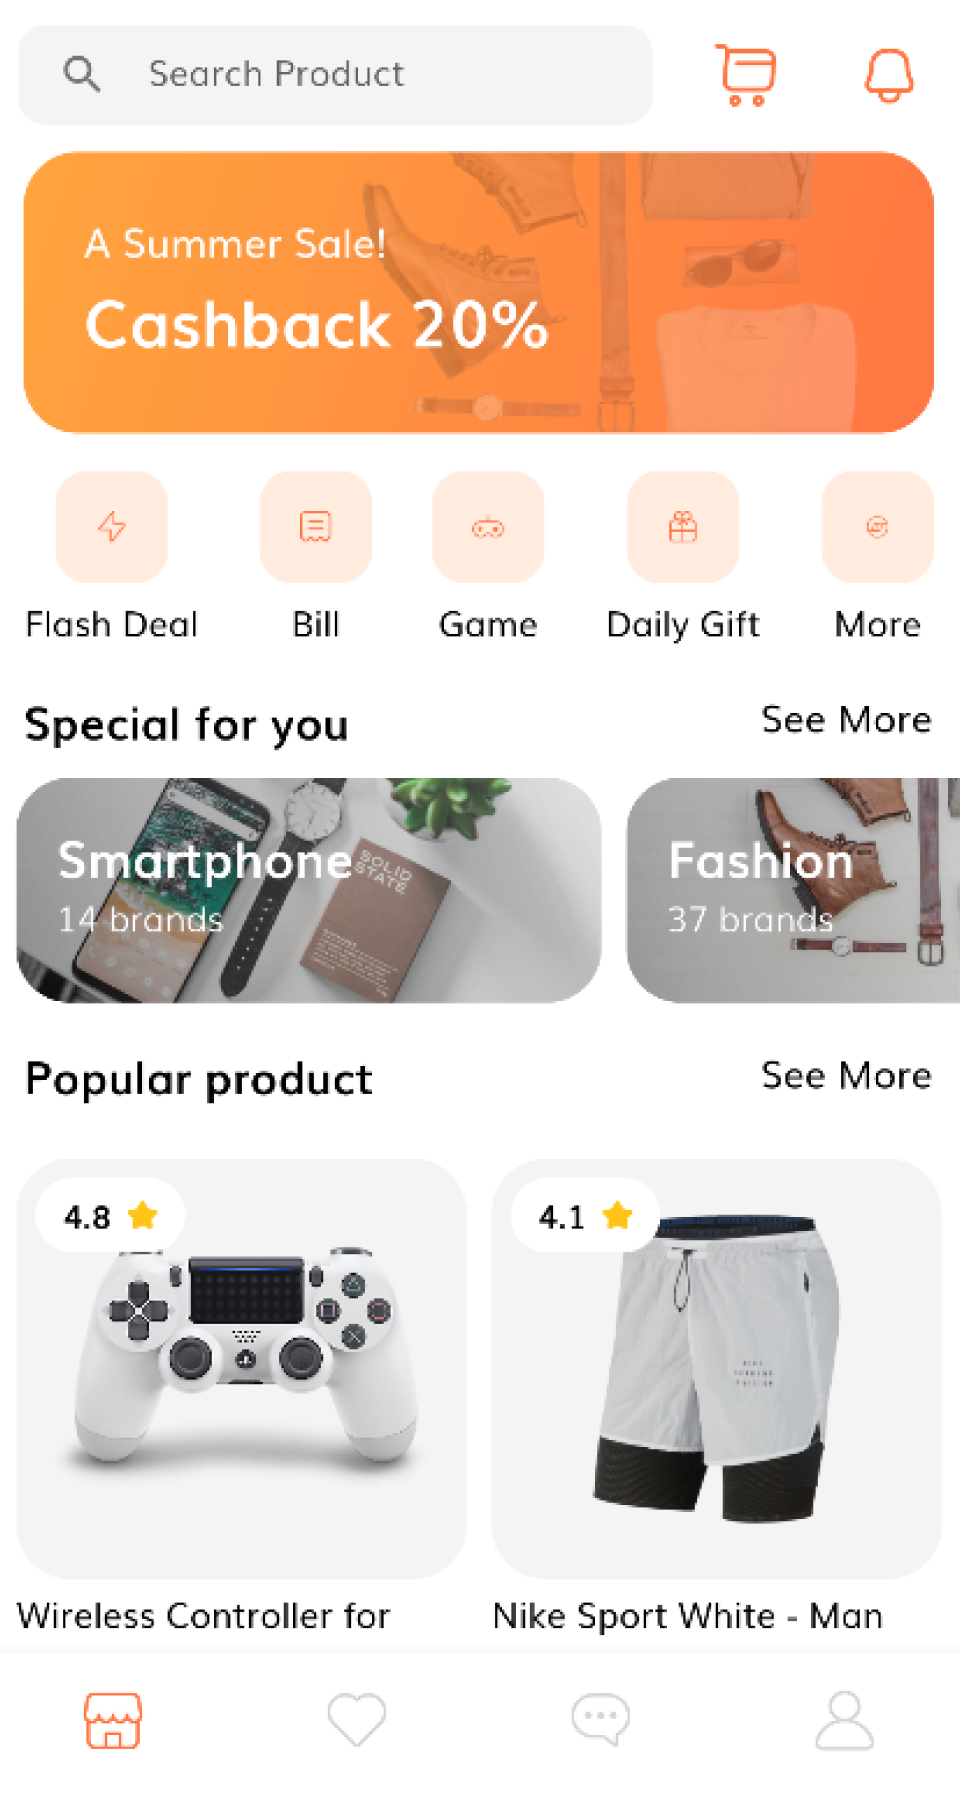 Search Product
A Summer Sale!
Cashback 20%
Flash Deal
Bill
Game
Daily Gift
More
Special for you
See More
Smartphone
14 brands
SOLID
STATE
Fashion
37 brands
Popular product
See More
4.8
4.1
Wireless Controller for
Nike Sport White - Man